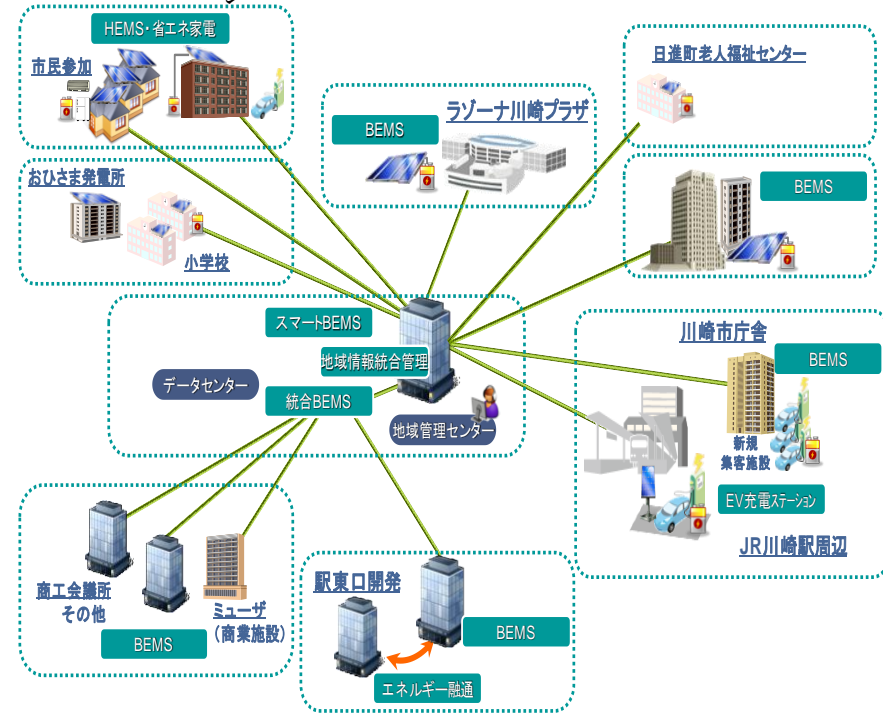 HEMS・省エネ家電
市民参加
日進町老人福祉センター
ラゾーナ川崎プラザ
BEMS
BEMS
おひさま発電所
小学校
スマートBEMS
地域情報統合管理
データセンター
統合BEMS
地域管理センター
川崎市庁舎
BEMS
新規
集客施設
EV充電ステーション
JR川崎駅周辺
商工会議所
その他
ミューザ
（商業施設）
BEMS
駅東口開発
BEMS
エネルギー融通